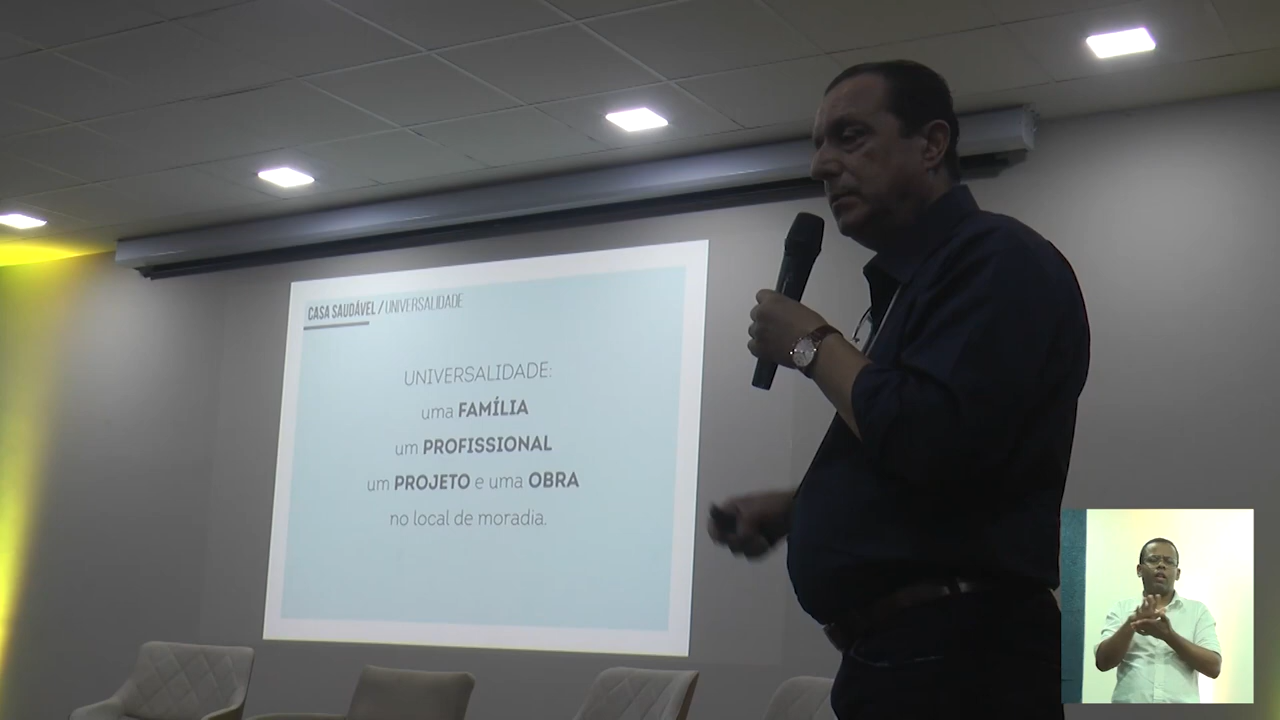 CASA SAUDÁVEL / UNIVERSALIDADE
UNIVERSALIDADE:
uma FAMÍLIA
um PROFISSIONAL
um PROJETO e uma OBRA
no local de moradia.